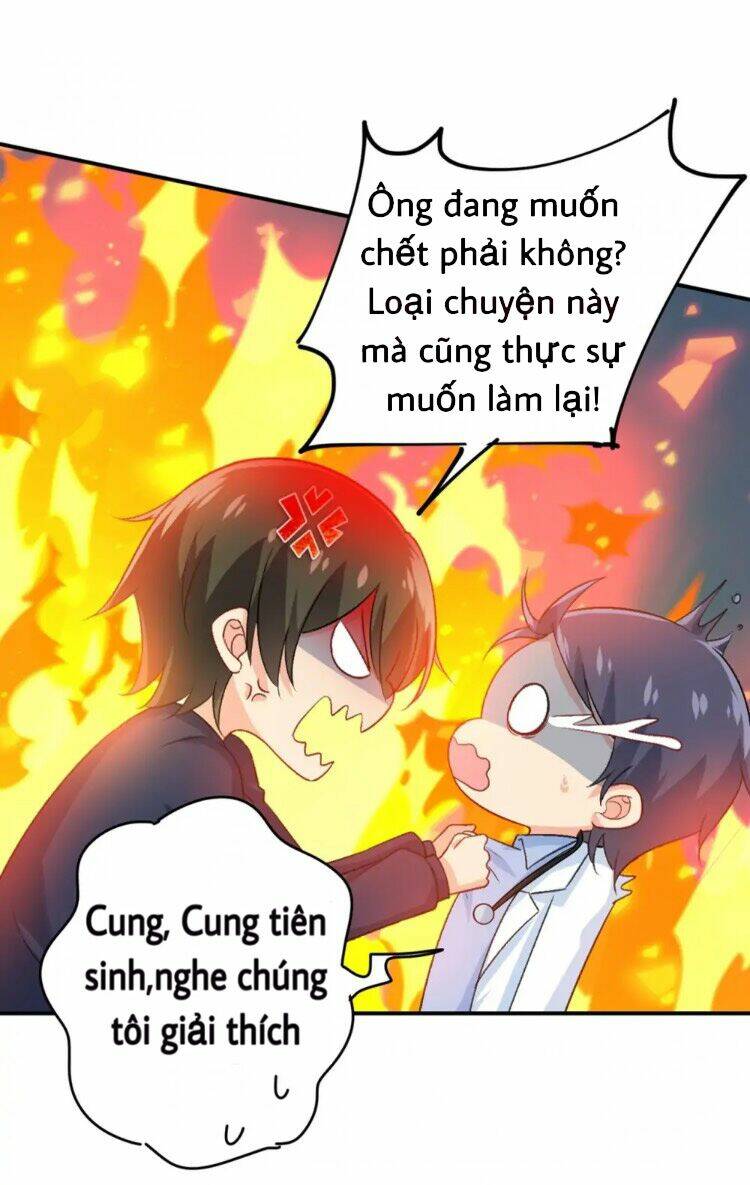 Ông đang muốn
chết phải không?
Loại chuyện này
mà cũng thực sự
muốn làm lại!
Cung, Cung tiên
sinh,nghe chúng
tôi giải thích